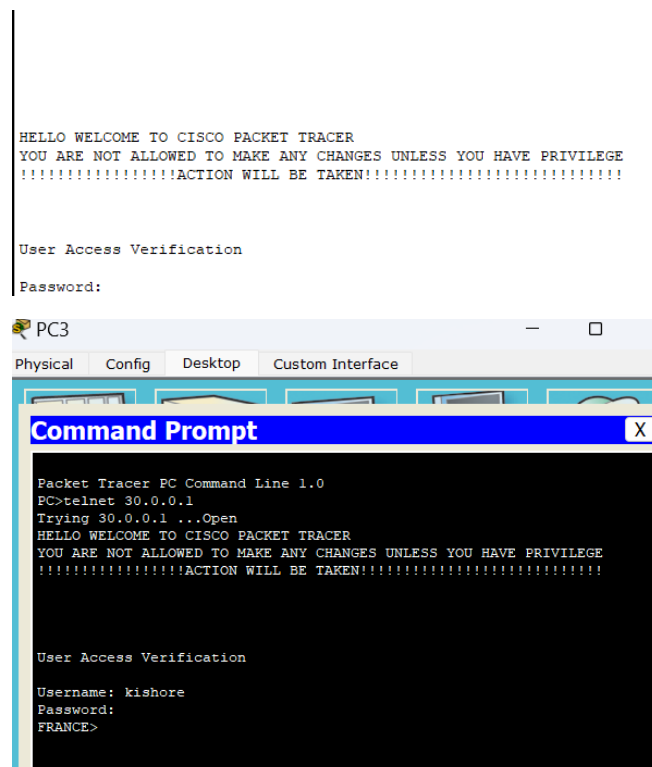 HELLO WELCOME TO CISCO PACKET TRACER
YOU ARE NOT ALLOWED TO MAKE ANY CHANGES UNLESS YOU HAVE PRIVILEGE
!!!!!!!!!!!!!!!!!ACTION WILL BE TAKEN!!!!!!!!!!!!!!!!!!!!!!!!!!!!
User Access Verification
Password:
PC3
Physical Config Desktop Custom Interface
Command Prompt X
Packet Tracer PC Command Line 1.0
PC>telnet 30.0.0.1
Trying 30.0.0.1 ...Open
HELLO WELCOME TO CISCO PACKET TRACER
YOU ARE NOT ALLOWED TO MAKE ANY CHANGES UNLESS YOU HAVE PRIVILEGE
!!!!!!!!!!!!!!!!!ACTION WILL BE TAKEN!!!!!!!!!!!!!!!!!!!!!!!!!!!!
User Access Verification
Username: kishore
Password:
FRANCE>